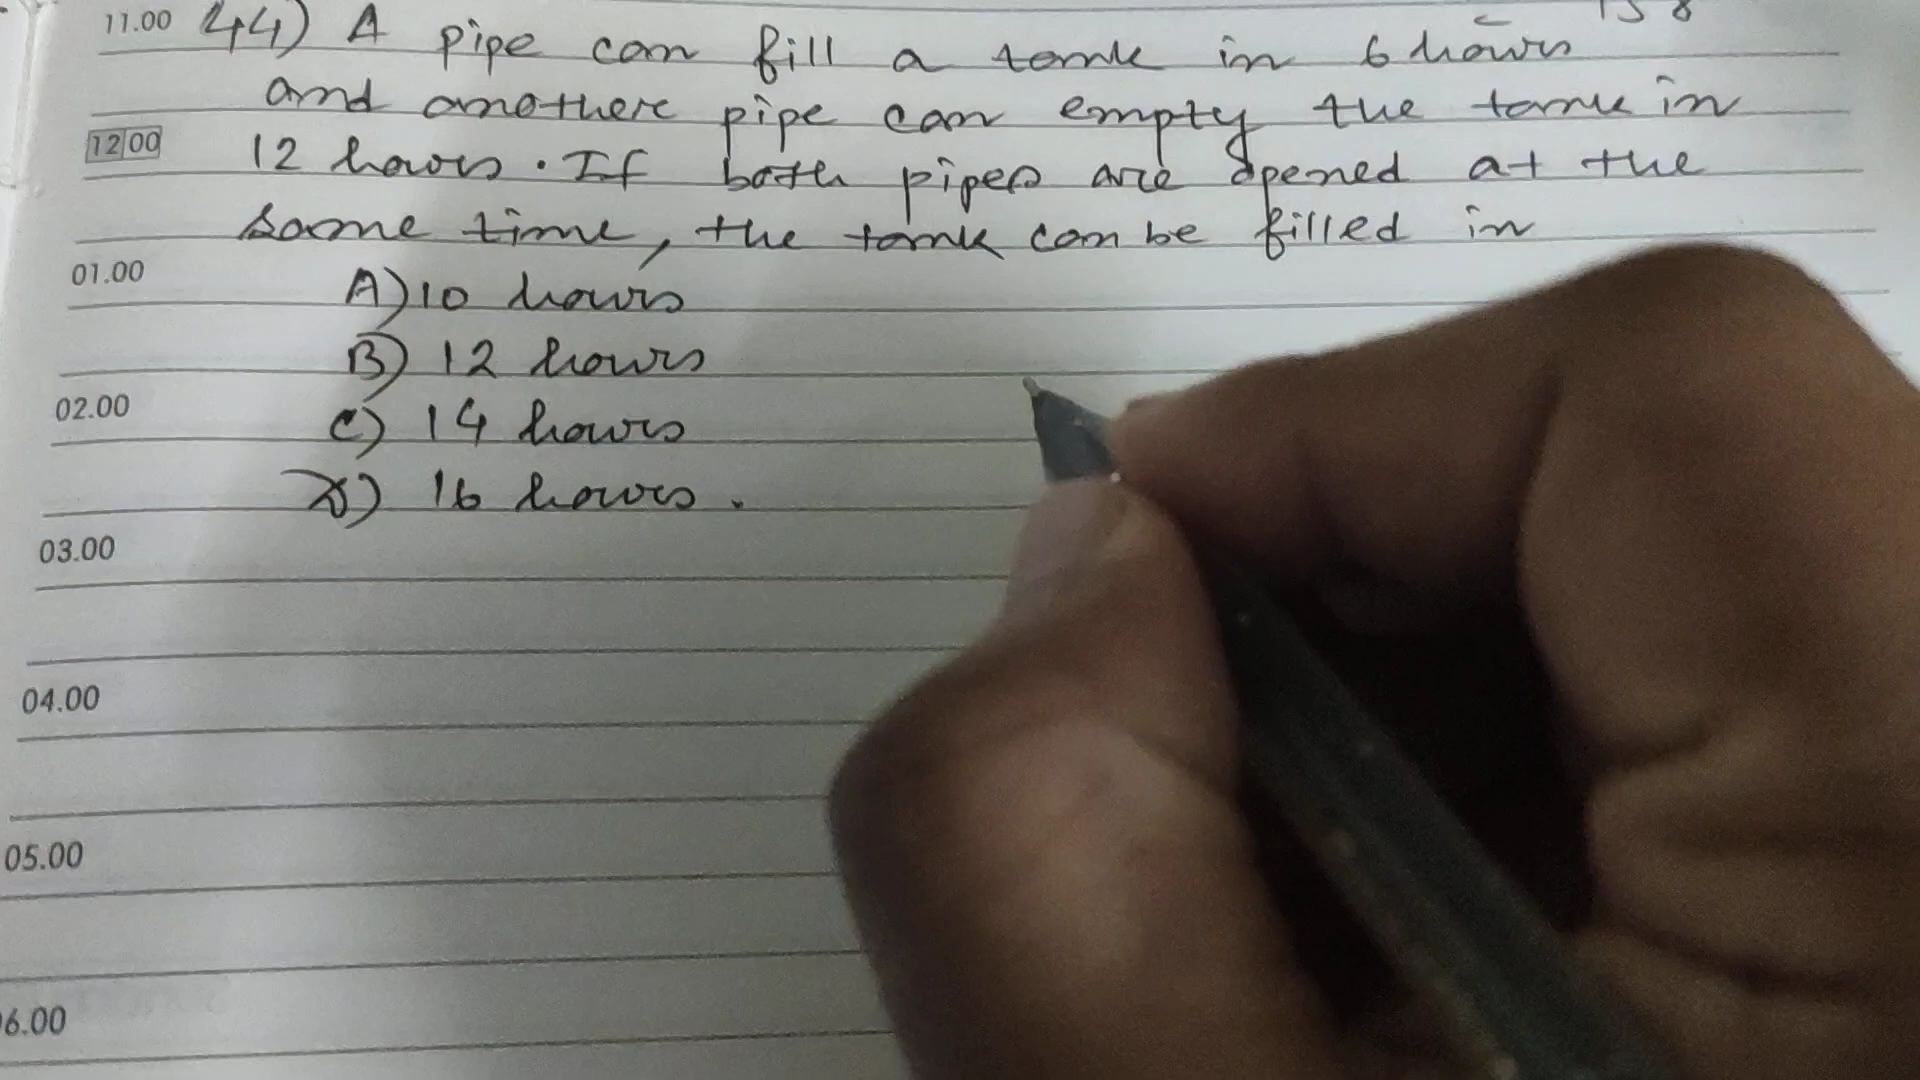 11.00 44) A pipe can fill a tank in 6 hours
and another pipe can empty the tank in
12 00 12 hours. If both pipes are opened at the
same time, the tank can be filled in
01.00
A) 10 hours
B) 12 hours
02.00
C) 14 hours
D) 16 hours.
03.00
04.00
05.00
06.00